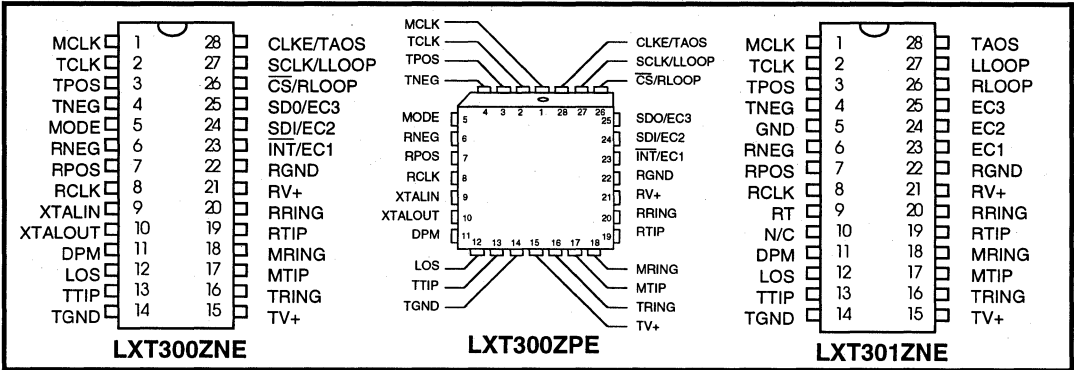 MCLK 1 28 CLKE/TAOS
TCLK 2 27 SCLK/LLOOP
TPOS 3 26 CS/RLOOP
TNEG 4 25 SD0/EC3
MODE 5 24 SDI/EC2
RNEG 6 23 INT/EC1
RPOS 7 22 RGND
RCLK 8 21 RV+
XTALIN 9 20 RRING
XTALOUT 10 19 RTIP
DPM 11 18 MRING
LOS 12 17 MTIP
TTIP 13 16 TRING
TGND 14 15 TV+
LXT300ZNE
MCLK
TCLK CLKE/TAOS
TPOS SCLK/LLOOP
TNEG CS/RLOOP
4 3 2 1 28 27 26
MODE 5 25 SDO/EC3
RNEG 6 24 SDI/EC2
RPOS 7 23 INT/EC1
RCLK 8 22 RGND
XTALIN 9 21 RV+
XTALOUT 10 20 RRING
DPM 11 19 RTIP
12 13 14 15 16 17 18
LOS MRING
TTIP MTIP
TGND TRING
TV+
LXT300ZPE
MCLK 1 28 TAOS
TCLK 2 27 LLOOP
TPOS 3 26 RLOOP
TNEG 4 25 EC3
GND 5 24 EC2
RNEG 6 23 EC1
RPOS 7 22 RGND
RCLK 8 21 RV+
RT 9 20 RRING
N/C 10 19 RTIP
DPM 11 18 MRING
LOS 12 17 MTIP
TTIP 13 16 TRING
TGND 14 15 TV+
LXT301ZNE